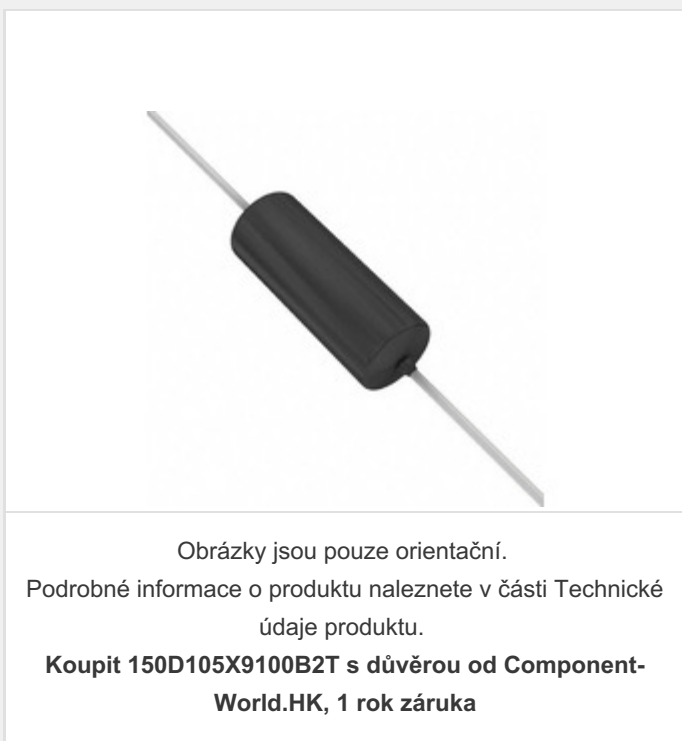 Obrázky jsou pouze orientační.
Podrobné informace o produktu naleznete v části Technické
údaje produktu.
Koupit 150D105X9100B2T s důvěrou od Component-
World.HK, 1 rok záruka